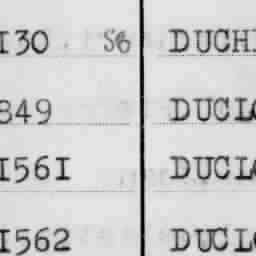 I30 S6 DUCH
849 DUCL
I56I DUCL
I562 DUCL